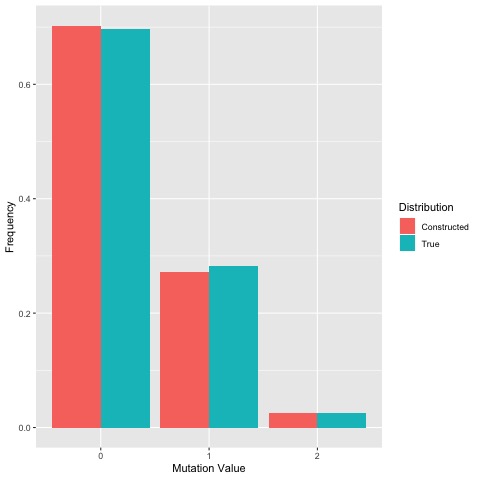 Frequency
0.6
0.4
0.2
0.0
0 1 2
Mutation Value
Distribution
Constructed
True